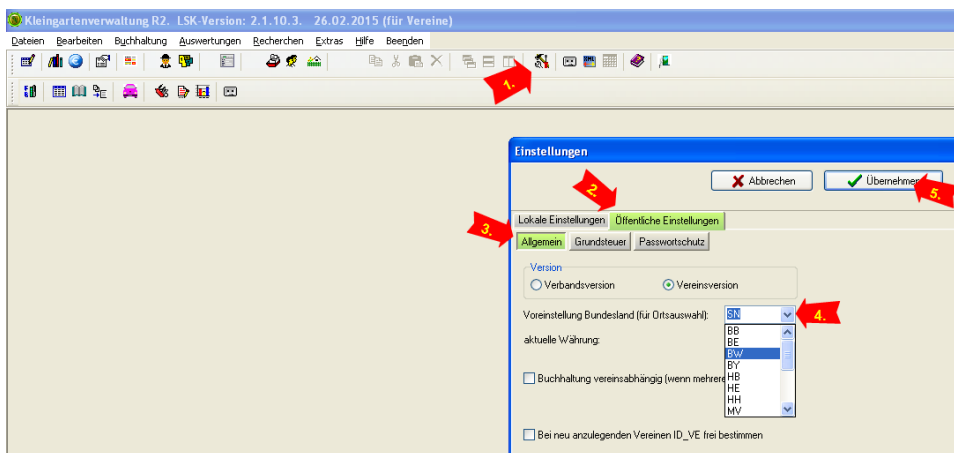 Kleingartenverwaltung R2. LSK-Version: 2.1.10.3. 26.02.2015 (für Vereine)
Dateien Bearbeiten Buchhaltung Auswertungen Recherchen Extras Hilfe Beenden
1.
Einstellungen
Abbrechen Übernehmen
5.
2.
Lokale Einstellungen Öffentliche Einstellungen
3.
Allgemein Grundsteuer Passwortschutz
Version
Verbandsversion Vereinsversion
Voreinstellung Bundesland (für Ortsauswahl): SN
4.
BB
aktuelle Währung:
BE
BW
BY
Buchhaltung vereinsabhängig (wenn mehrere
HB
HE
HH
MV
Bei neu anzulegenden Vereinen ID_VE frei bestimmen